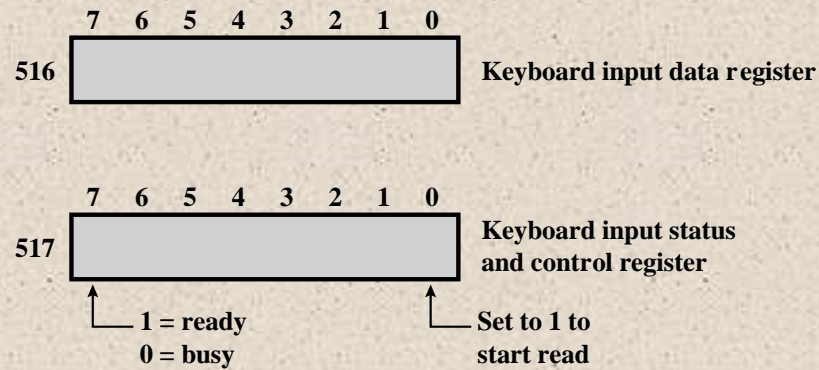 7 6 5 4 3 2 1 0
516 Keyboard input data register
7 6 5 4 3 2 1 0
517 Keyboard input status
and control register
1 = ready
0 = busy
Set to 1 to
start read